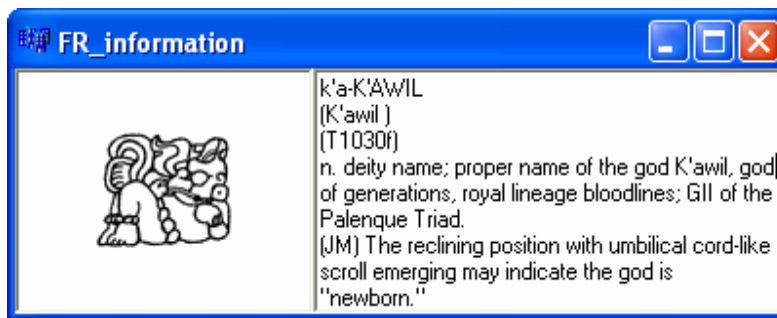 FR_information
k'a-K'AWIL
(K'awil )
(T1030f)
n. deity name; proper name of the god K'awil, god
of generations, royal lineage bloodlines; GII of the
Palenque Triad.
(JM) The reclining position with umbilical cord-like
scroll emerging may indicate the god is
"newborn."